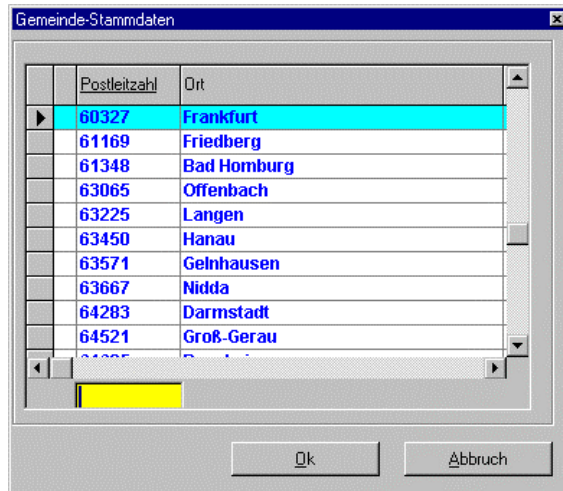 Gemeinde-Stammdaten
Postleitzahl Ort
60327 Frankfurt
61169 Friedberg
61348 Bad Homburg
63065 Offenbach
63225 Langen
63450 Hanau
63571 Gelnhausen
63667 Nidda
64283 Darmstadt
64521 Groß-Gerau
Ok Abbruch